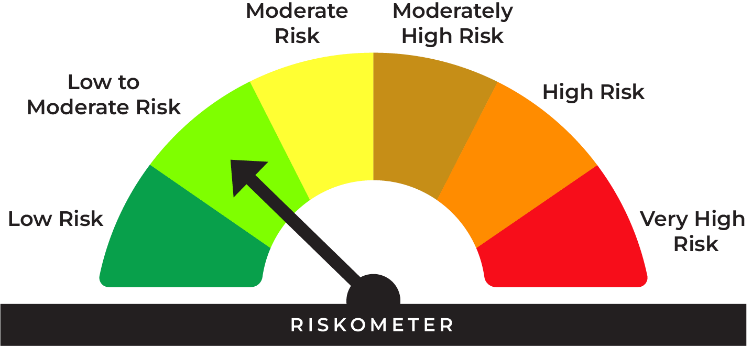 Moderate
Risk
Moderately
High Risk
Low to
Moderate Risk
High Risk
Low Risk
Very High
Risk
RISKOMETER